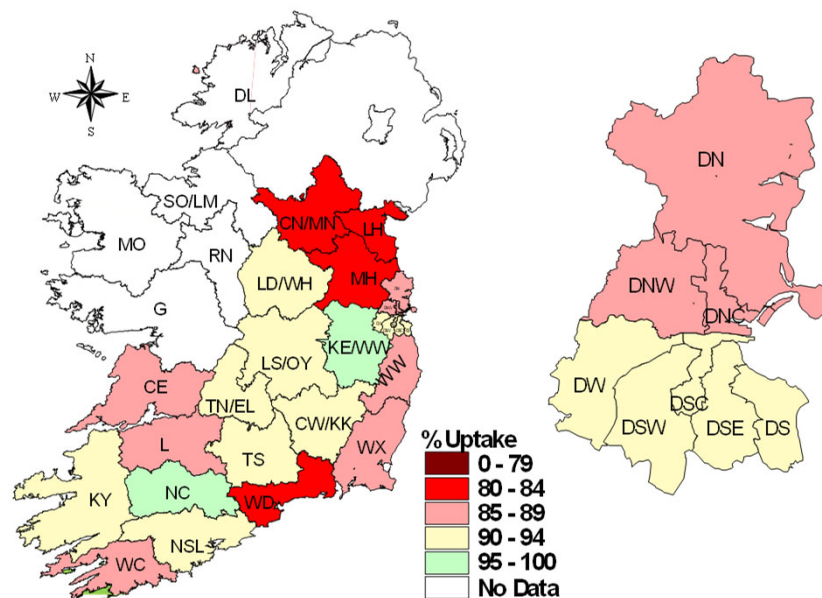 N
W E
S
DL
SO/LM
MO
RN
G
CN/MN
LH
MH
LD/WH
KE/WW
LS/OY
WW
CE
TN/EL
CW/KK
L
TS
WX
KY
NC
WD
NSL
WC
% Uptake
0 - 79
80 - 84
85 - 89
90 - 94
95 - 100
No Data
DN
DNW
DNC
DW
DSC
DSW
DSE
DS